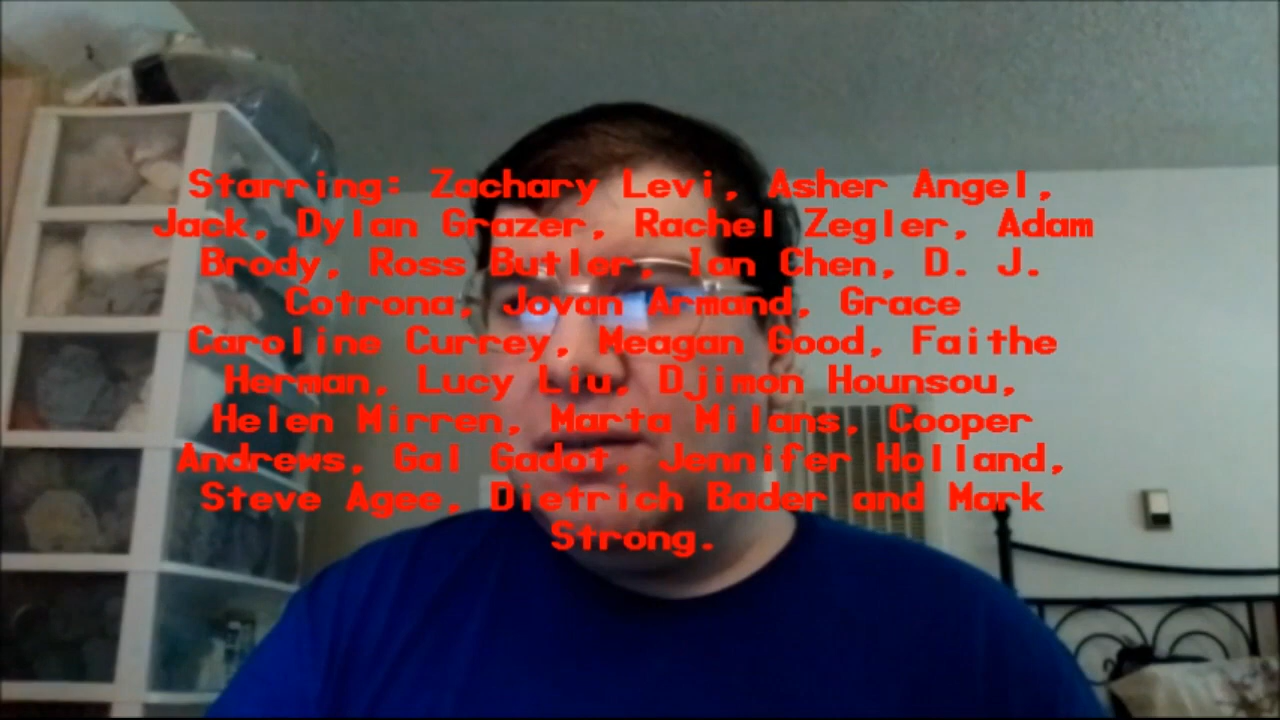 Starring: Zachary Levi, Asher Angel,
Jack, Dylan Grazer, Rachel Zegler, Adam
Brody, Ross Butler, Ian Chen, D. J.
Cotrona, Jovan Armand, Grace
Caroline Currey, Meagan Good, Faithe
Herman, Lucy Liu, Djimon Hounsou,
Helen Mirren, Marta Milans, Cooper
Andrews, Gal Gadot, Jennifer Holland,
Steve Agee, Dietrich Bader and Mark
Strong.